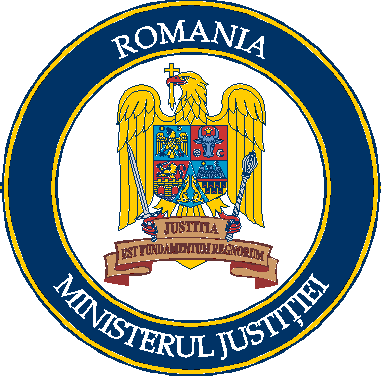 ROMANIA
JUSTITIA
EST FUNDAMENTUM REGNORUM
MINISTERUL JUSTIȚIEI